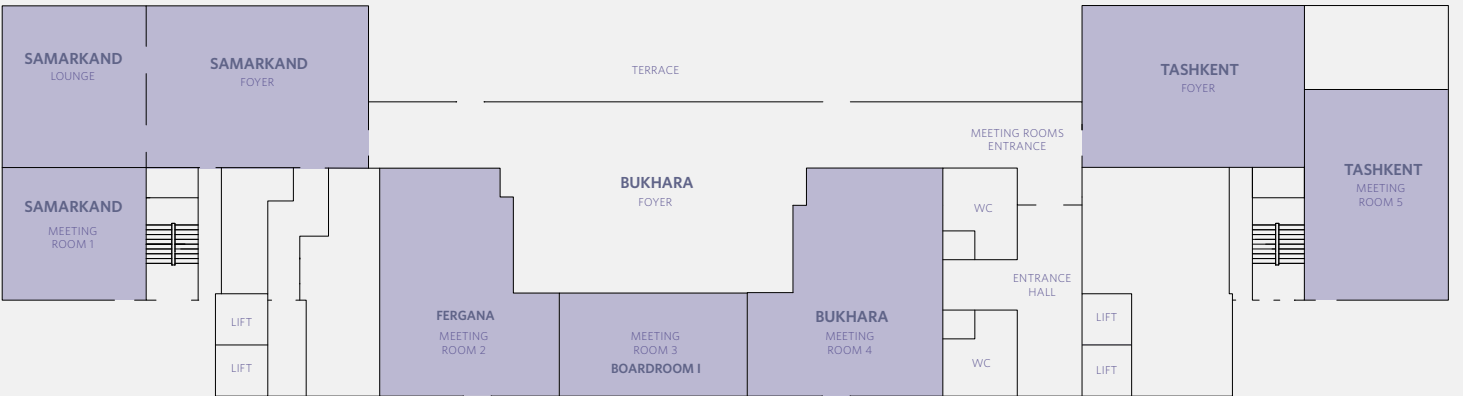 SAMARKAND
LOUNGE
SAMARKAND
FOYER
TERRACE
TASHKENT
FOYER
MEETING ROOMS
ENTRANCE
SAMARKAND
MEETING
ROOM 1
BUKHARA
FOYER
WC
TASHKENT
MEETING
ROOM 5
ENTRANCE
HALL
LIFT
LIFT
FERGANA
MEETING
ROOM 2
MEETING
ROOM 3
BOARDROOM I
BUKHARA
MEETING
ROOM 4
WC
LIFT
LIFT